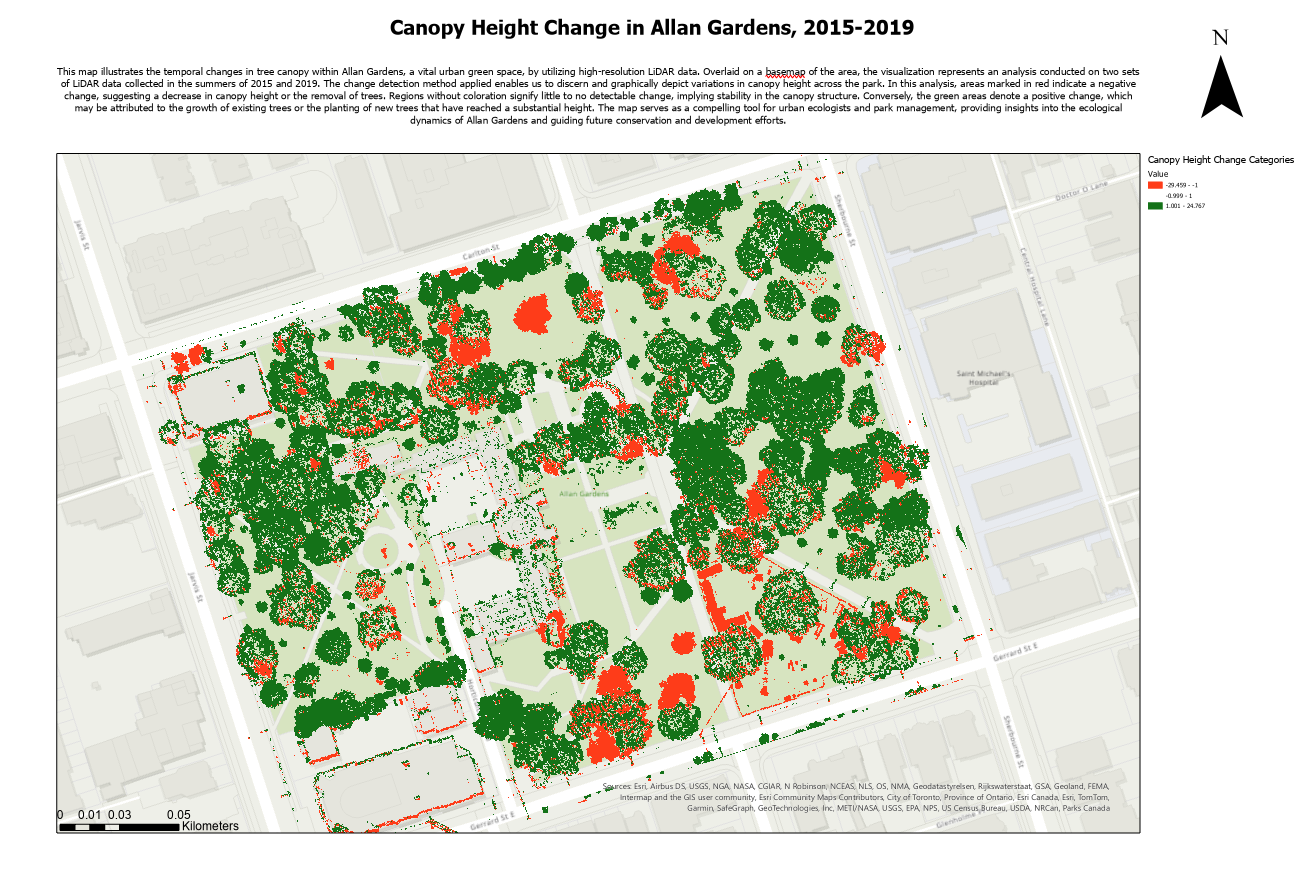 Canopy Height Change in Allan Gardens, 2015-2019
N
This map illustrates the temporal changes in tree canopy within Allan Gardens, a vital urban green space, by utilizing high-resolution LiDAR data. Overlaid on a basemap of the area, the visualization represents an analysis conducted on two sets
of LiDAR data collected in the summers of 2015 and 2019. The change detection method applied enables us to discern and graphically depict variations in canopy height across the park. In this analysis, areas marked in red indicate a negative
change, suggesting a decrease in canopy height or the removal of trees. Regions without coloration signify little to no detectable change, implying stability in the canopy structure. Conversely, the green areas denote a positive change, which
may be attributed to the growth of existing trees or the planting of new trees that have reached a substantial height. The map serves as a compelling tool for urban ecologists and park management, providing insights into the ecological
dynamics of Allan Gardens and guiding future conservation and development efforts.
Canopy Height Change Categories
Value
-29.459 - -1
-0.999 - 1
1.001 - 24.767
Doctor O Lane
Jarvis St
Sherbourne St
Carlton St
Central Hospital Lane
Saint Michael's
Hospital
Allan Gardens
Jarvis St
Gerrard St E
Sherbourne St
Sources: Esri, Airbus DS, USGS, NGA, NASA, CGIAR, N Robinson, NCEAS, NLS, OS, NMA, Geodatastyrelsen, Rijkswaterstaat, GSA, Geoland, FEMA,
Intermap and the GIS user community, Esri Community Maps Contributors, City of Toronto, Province of Ontario, Esri Canada, Esri, TomTom,
Garmin, SafeGraph, GeoTechnologies, Inc, METI/NASA, USGS, EPA, NPS, US Census Bureau, USDA, NRCan, Parks Canada
0 0.01 0.03 0.05
Kilometers
Gerrard St E